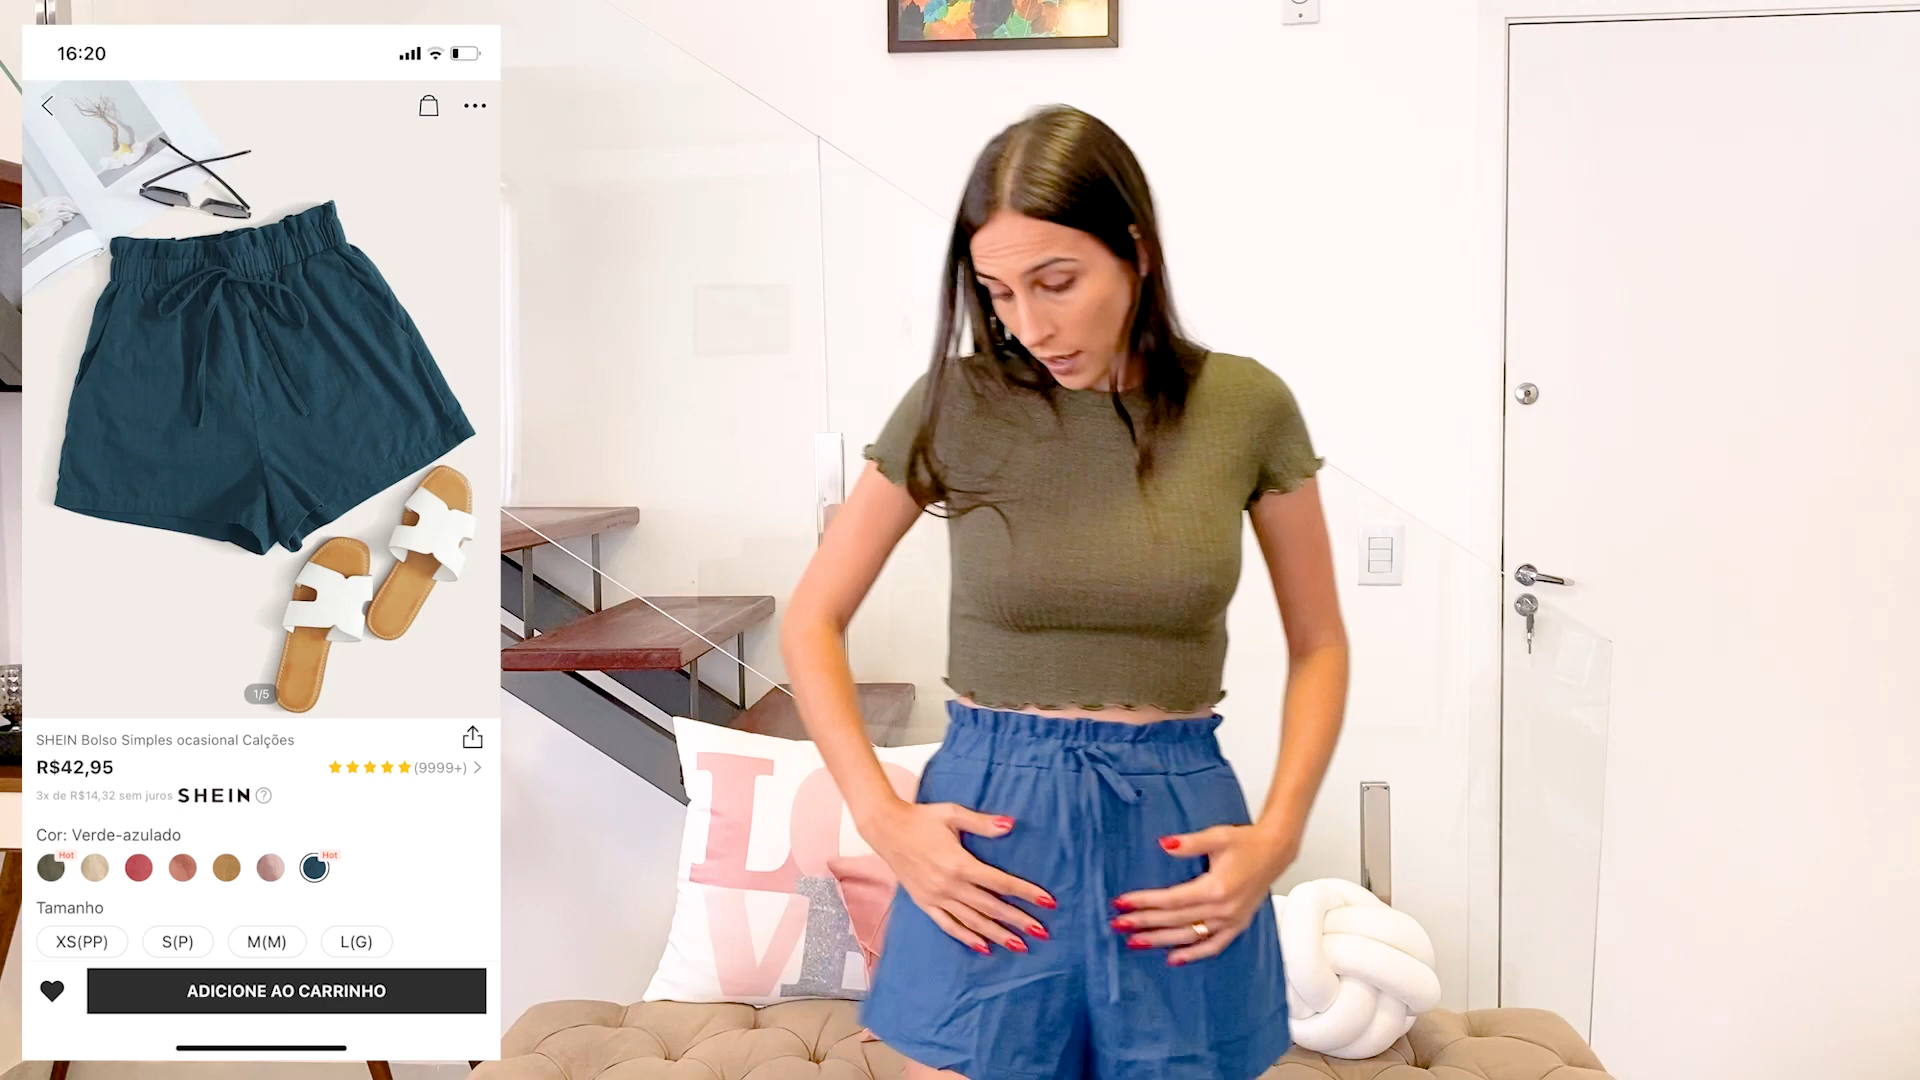 16:20
1/5
SHEIN Bolso Simples ocasional Calções
R$42,95
(9999+)
3x de R$14,32 sem juros SHEIN ?
Cor: Verde-azulado
Hot
Hot
Tamanho
XS(PP) S(P) M(M) L(G)
ADICIONE AO CARRINHO
LO
VE